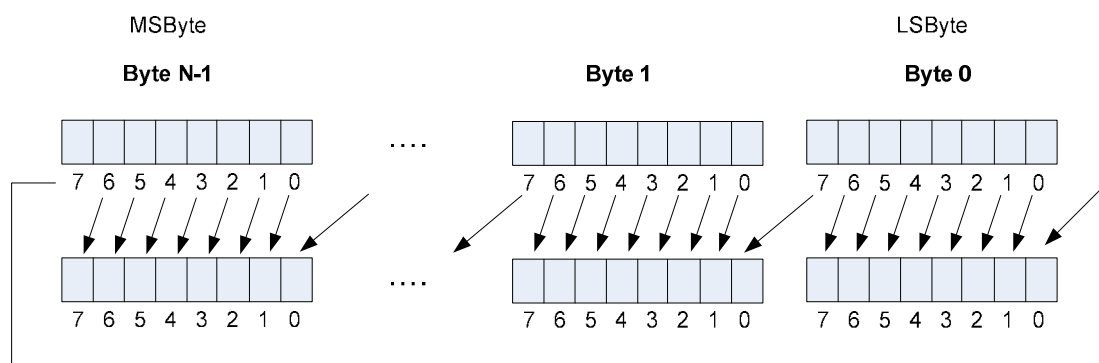 MSByte LSByte
Byte N-1 Byte 1 Byte 0
....
7 6 5 4 3 2 1 0 7 6 5 4 3 2 1 0 7 6 5 4 3 2 1 0
....
7 6 5 4 3 2 1 0 7 6 5 4 3 2 1 0 7 6 5 4 3 2 1 0